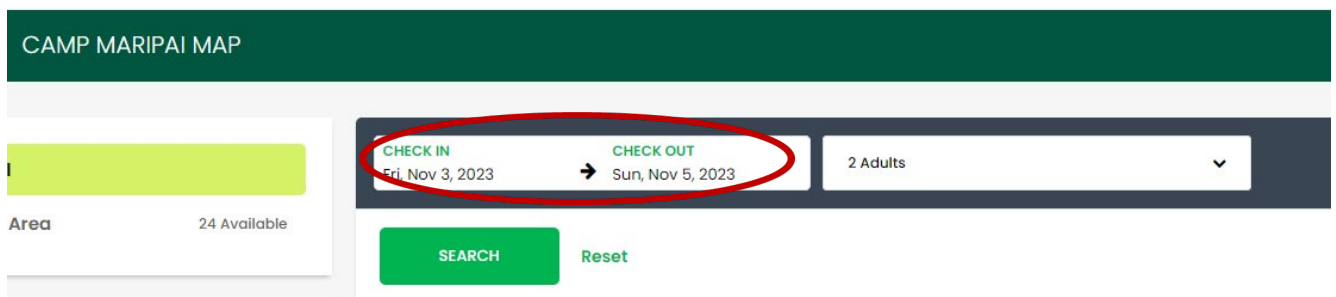 CAMP MARIPAI MAP
CHECK IN
Fri, Nov 3, 2023
CHECK OUT
Sun, Nov 5, 2023
2 Adults
Area
24 Available
SEARCH
Reset